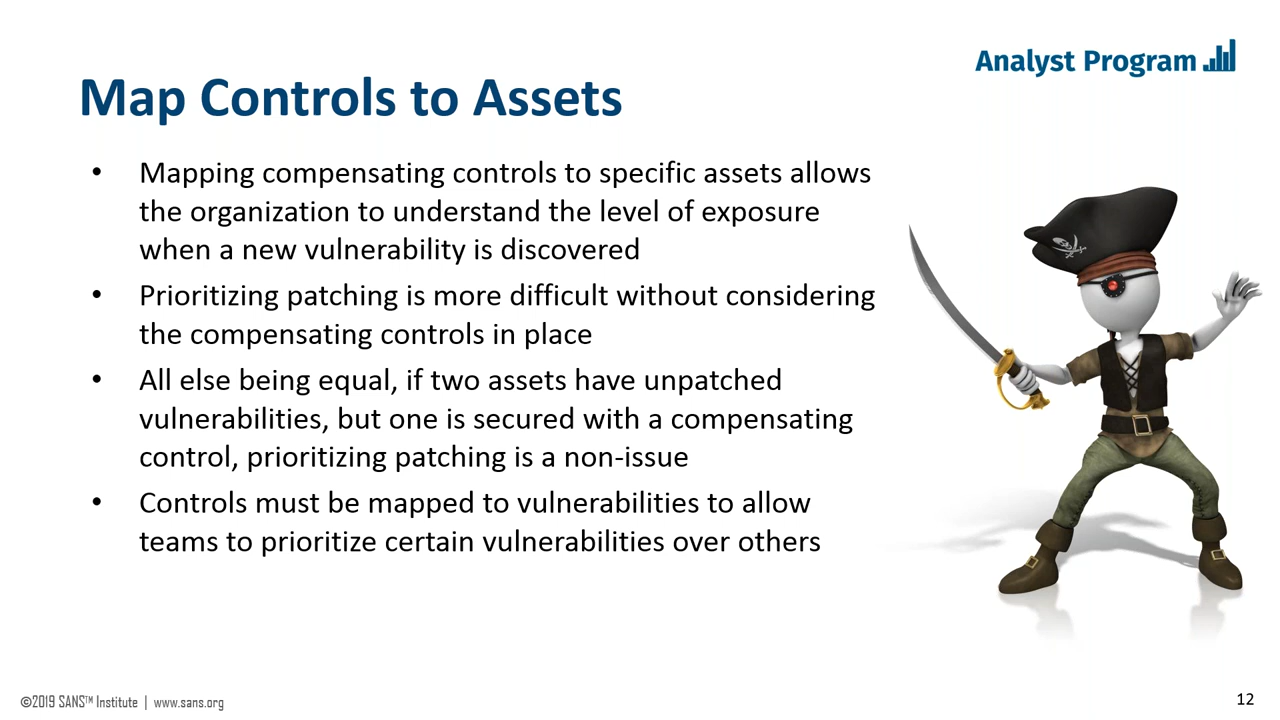 Analyst Program
Map Controls to Assets
• Mapping compensating controls to specific assets allows
the organization to understand the level of exposure
when a new vulnerability is discovered
• Prioritizing patching is more difficult without considering
the compensating controls in place
• All else being equal, if two assets have unpatched
vulnerabilities, but one is secured with a compensating
control, prioritizing patching is a non-issue
• Controls must be mapped to vulnerabilities to allow
teams to prioritize certain vulnerabilities over others
©2019 SANS™ Institute | www.sans.org
12